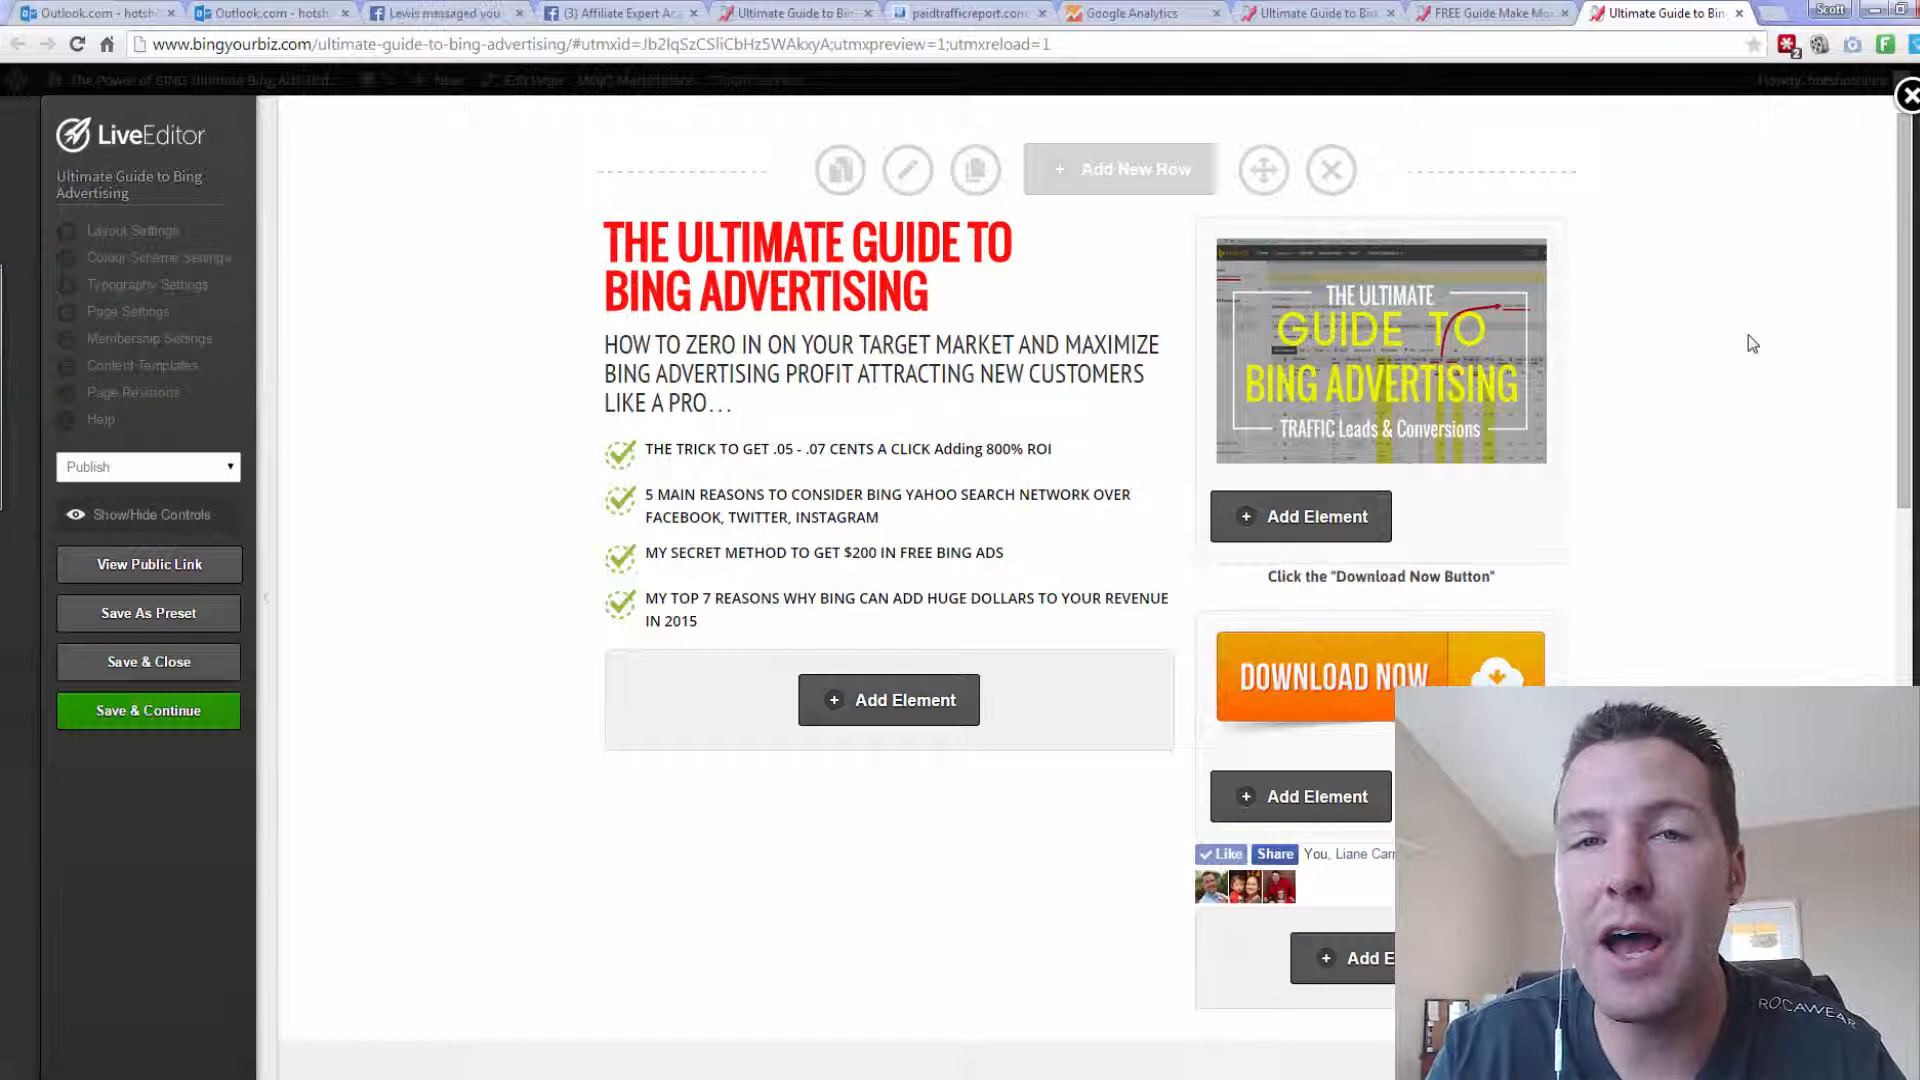 Outlook.com - hotsh
Outlook.com - hotsh
Lewis messaged you
(3) Affiliate Expert Ac
Ultimate Guide to Bin
paidtrafficreport.com
Google Analytics
Ultimate Guide to Bin
FREE Guide Make Mo
Ultimate Guide to Bin
Scott
www.bingyourbiz.com/ultimate-guide-to-bing-advertising/#utmxid=Jb2lqSzCSliCbHz5WAkxyA;utmxpreview=1;utmxreload=1
2
New
Edit Page
LiveEditor
Ultimate Guide to Bing
Advertising
Layout Settings
Colour Scheme Settings
Typography Settings
Page Settings
Membership Settings
Content Templates
Page Revisions
Help
Publish
Show/Hide Controls
View Public Link
Save As Preset
Save & Close
Save & Continue
+ Add New Row
THE ULTIMATE GUIDE TO
BING ADVERTISING
HOW TO ZERO IN ON YOUR TARGET MARKET AND MAXIMIZE
BING ADVERTISING PROFIT ATTRACTING NEW CUSTOMERS
LIKE A PRO...
THE TRICK TO GET .05 - .07 CENTS A CLICK Adding 800% ROI
5 MAIN REASONS TO CONSIDER BING YAHOO SEARCH NETWORK OVER
FACEBOOK, TWITTER, INSTAGRAM
MY SECRET METHOD TO GET $200 IN FREE BING ADS
MY TOP 7 REASONS WHY BING CAN ADD HUGE DOLLARS TO YOUR REVENUE
IN 2015
+ Add Element
THE ULTIMATE
GUIDE TO
BING ADVERTISING
TRAFFIC Leads & Conversions
+ Add Element
Click the "Download Now Button"
DOWNLOAD NOW
+ Add Element
Like Share You, Liane Carr
+ Add E
ROCAWEAR